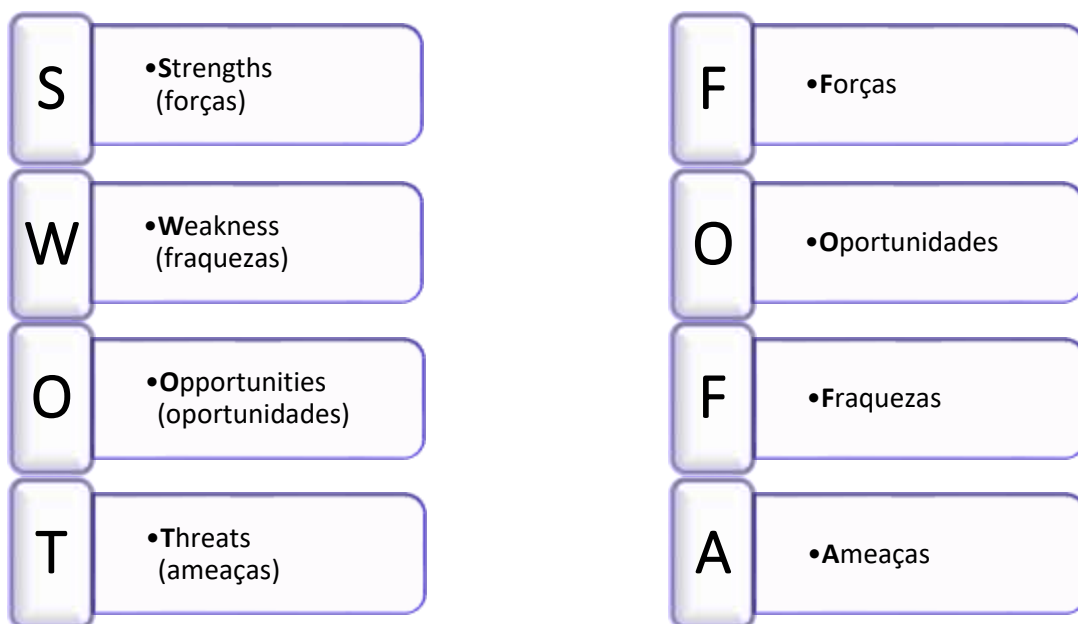 S
•Strengths
(forças)
W
•Weakness
(fraquezas)
O
•Opportunities
(oportunidades)
T
•Threats
(ameaças)
F
•Forças
O
•Oportunidades
F
•Fraquezas
A
•Ameaças